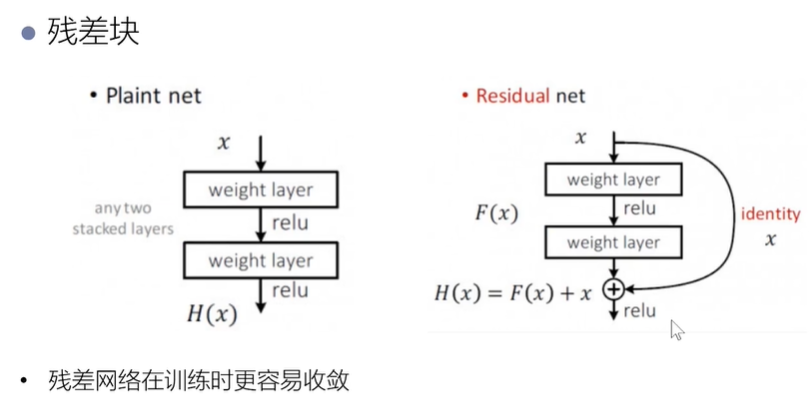 残差块
• Plaint net
x
weight layer
any two
stacked layers
relu
weight layer
relu
H(x)
• Residual net
x
weight layer
F(x)
relu
identity
x
weight layer
H(x) = F(x) + x
relu
• 残差网络在训练时更容易收敛